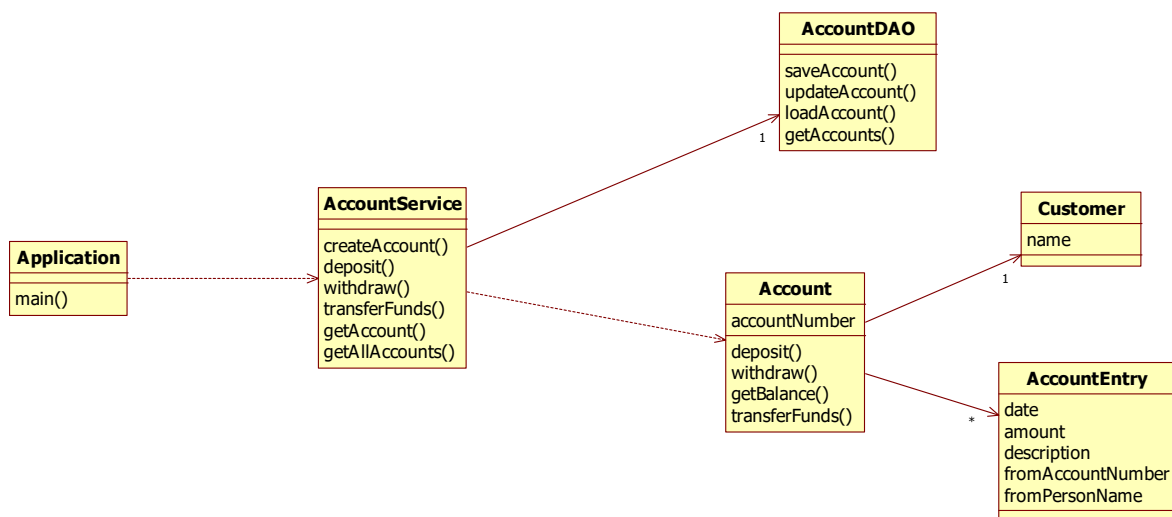 AccountDAO
saveAccount()
updateAccount()
loadAccount()
getAccounts()
1
AccountService
createAccount()
deposit()
withdraw()
transferFunds()
getAccount()
getAllAccounts()
Application
main()
Customer
name
1
Account
accountNumber
deposit()
withdraw()
getBalance()
transferFunds()
*
AccountEntry
date
amount
description
fromAccountNumber
fromPersonName